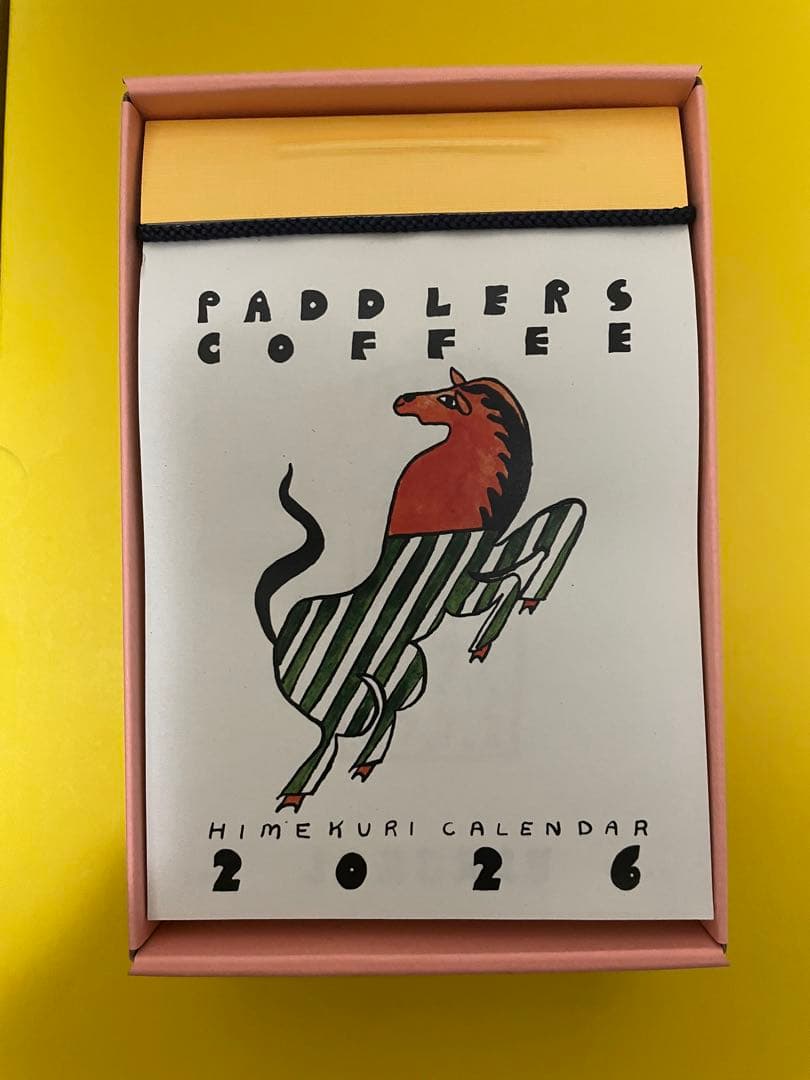 PADDLERS
COFFEE
HIMEKURI CALENDAR
2026